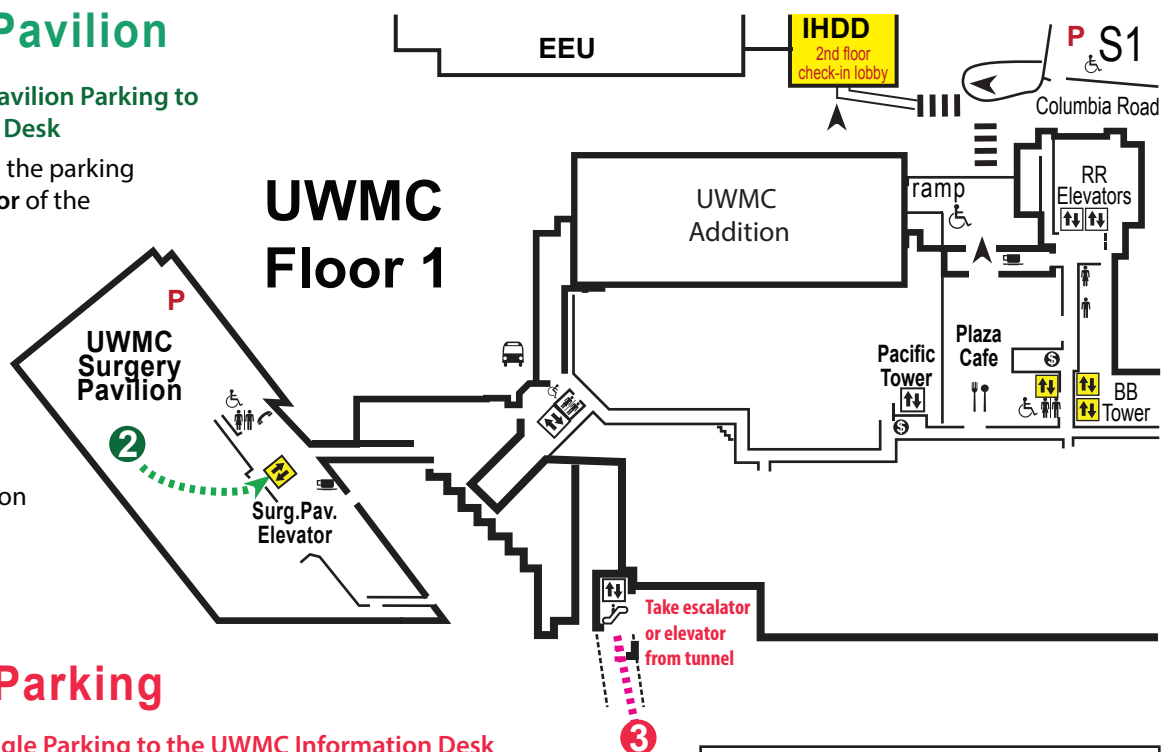 Pavilion
avilion Parking to
Desk
the parking
or of the
on
UWMC
Floor 1
EEU
IHDD
2nd floor
check-in lobby
P
S1
Columbia Road
RR
Elevators
ramp
UWMC
Addition
P
UWMC
Surgery
Pavilion
2
Surg.Pav.
Elevator
Pacific
Tower
$
Plaza
Cafe
$
BB
Tower
Take escalator
or elevator
from tunnel
3
Parking
gle Parking to the UWMC Information Desk